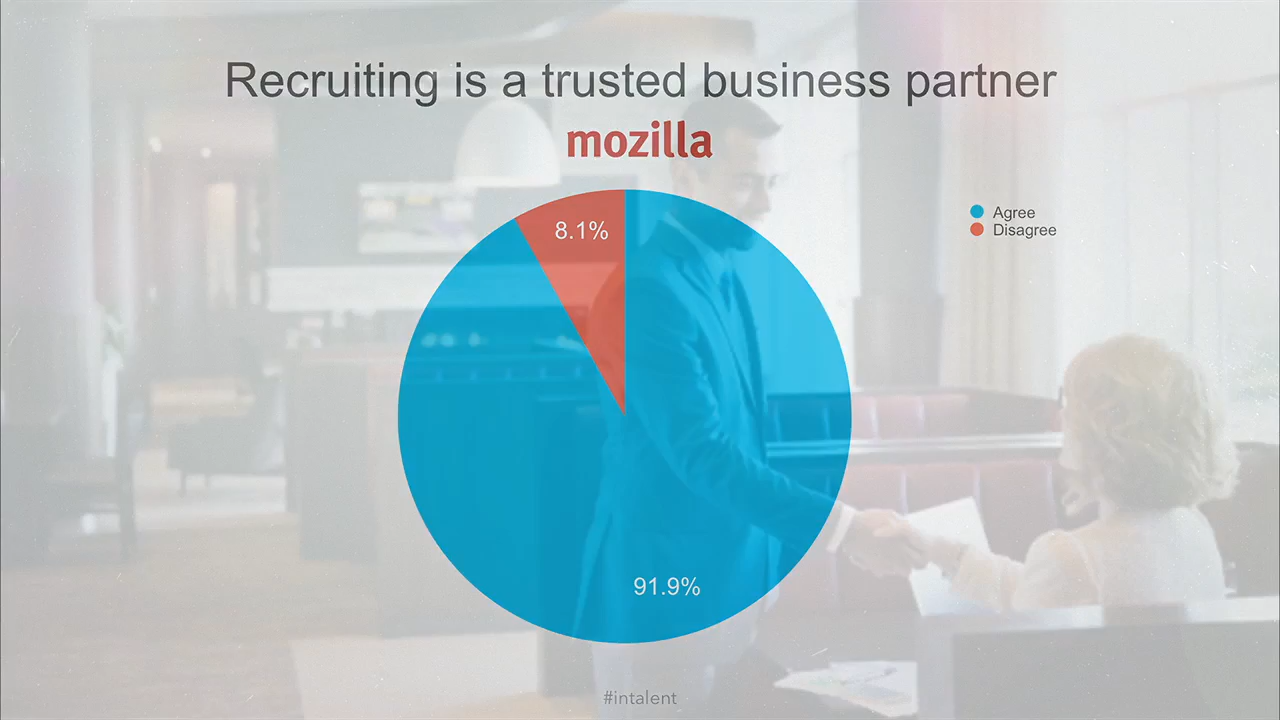 Recruiting is a trusted business partner
mozilla
Agree
Disagree
8.1%
91.9%
#intalent